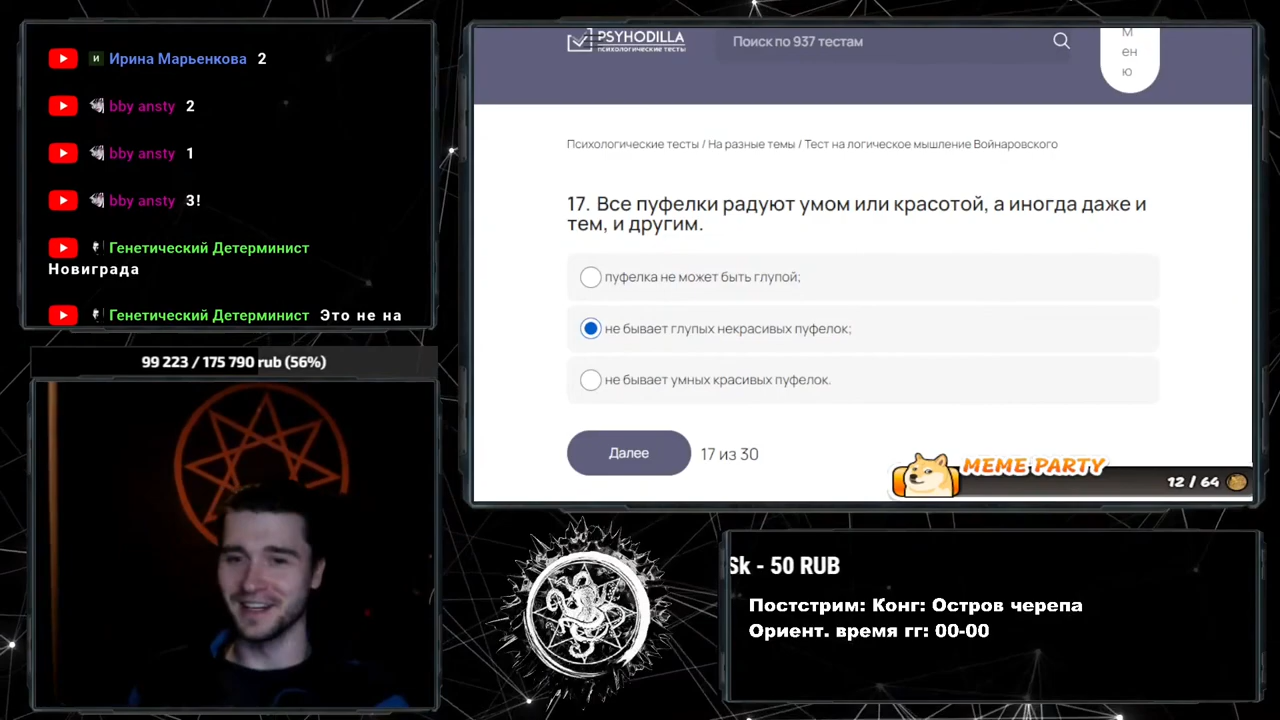 Ирина Марьенкова 2
bby ansty 2
bby ansty 1
bby ansty 3!
Генетический Детерминист
Новиграда
Генетический Детерминист Это не на
99 223 / 175 790 rub (56%)
PSYHODILLA
ПСИХОЛОГИЧЕСКИЕ ТЕСТЫ
Поиск по 937 тестам
М
ен
ю
Психологические тесты / На разные темы / Тест на логическое мышление Войнаровского
17. Все пуфелки радуют умом или красотой, а иногда даже и
тем, и другим.
пуфелка не может быть глупой;
не бывает глупых некрасивых пуфелок;
не бывает умных красивых пуфелок.
Далее
17 из 30
MEME PARTY
12 / 64
Sk - 50 RUB
Постстрим: Конг: Остров черепа
Ориент. время гг: 00-00